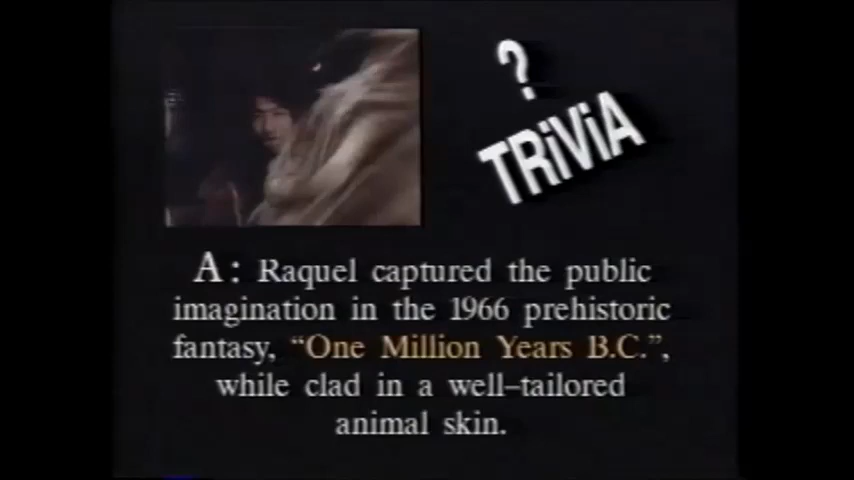 ?
TRiViA
A: Raquel captured the public
imagination in the 1966 prehistoric
fantasy, “One Million Years B.C.”,
while clad in a well–tailored
animal skin.